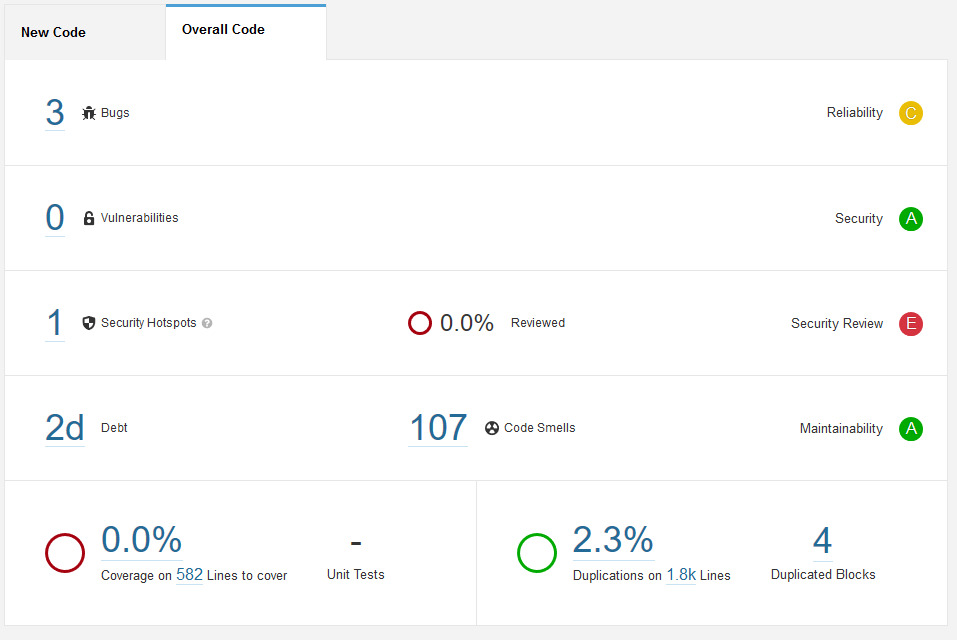 New Code
Overall Code
3 Bugs Reliability C
0 Vulnerabilities Security A
1 Security Hotspots ? 0.0% Reviewed Security Review E
2d Debt 107 Code Smells Maintainability A
0.0% - 2.3% 4
Coverage on 582 Lines to cover Unit Tests Duplications on 1.8k Lines Duplicated Blocks